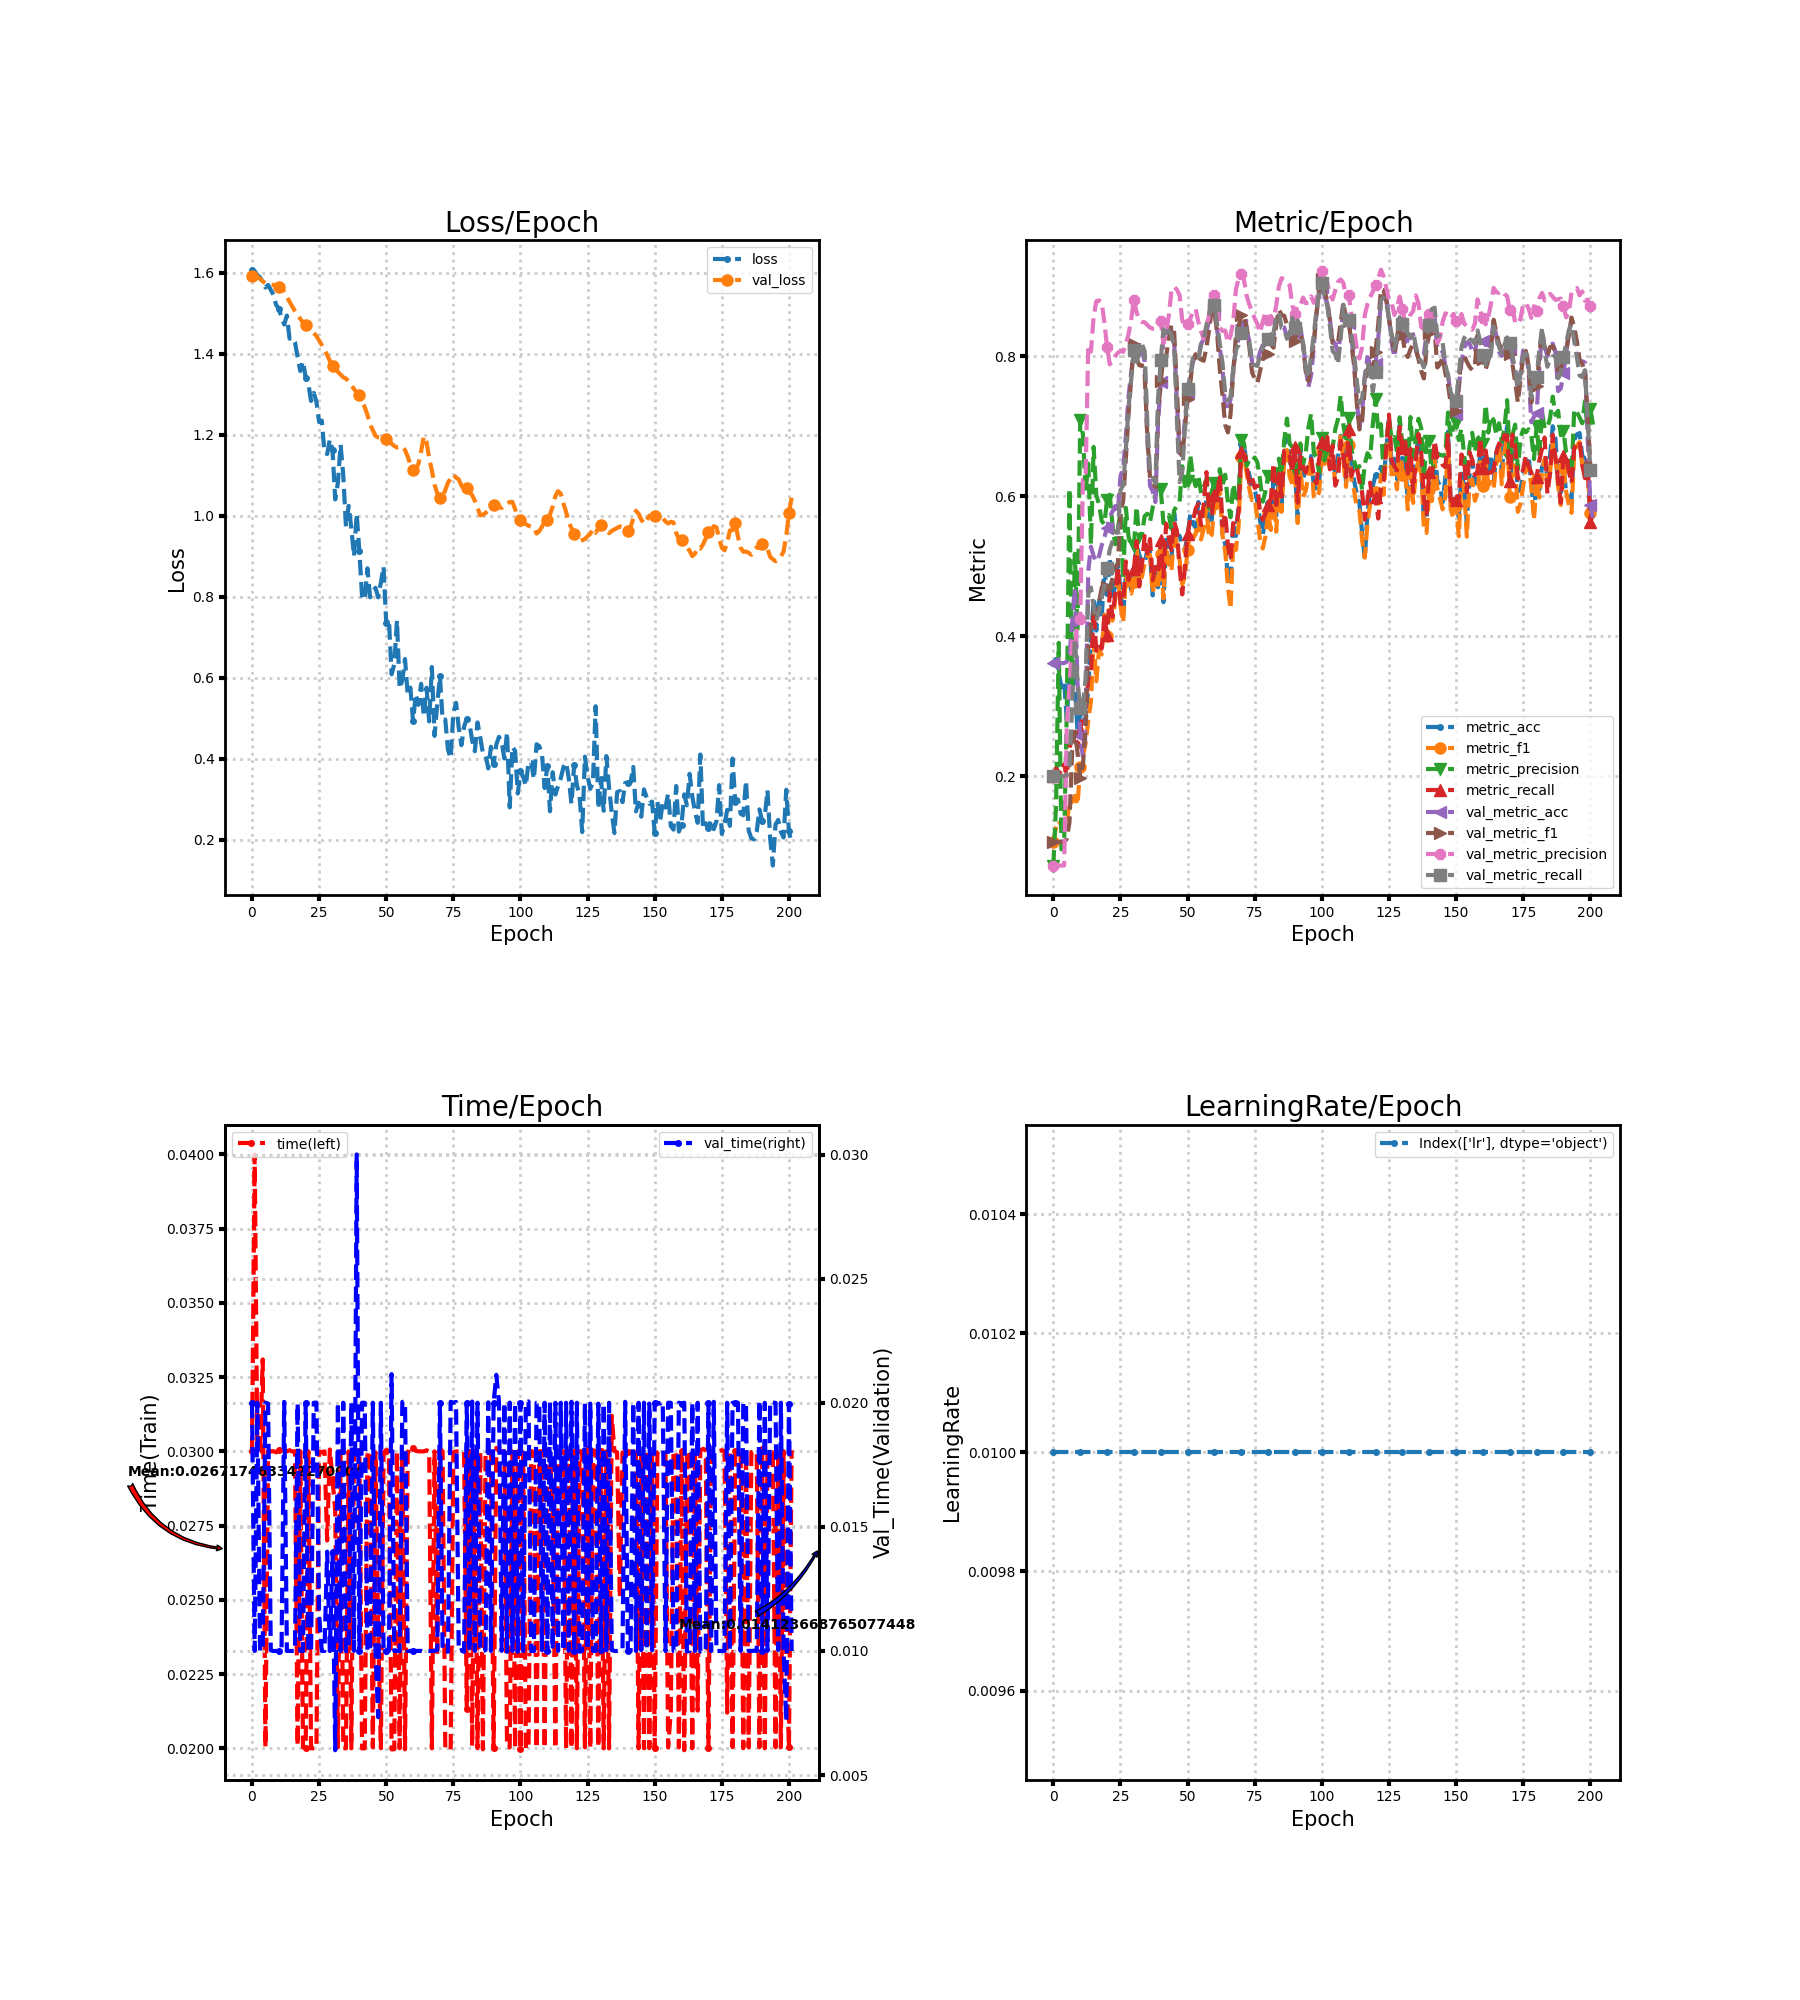 Loss/Epoch
loss
val_loss
1.6
1.4
1.2
1.0
0.8
0.6
0.4
0.2
Loss
0 25 50 75 100 125 150 175 200
Epoch
Metric/Epoch
0.8
0.6
0.4
0.2
Metric
metric_acc
metric_f1
metric_precision
metric_recall
val_metric_acc
val_metric_f1
val_metric_precision
val_metric_recall
0 25 50 75 100 125 150 175 200
Epoch
Time/Epoch
time(left)
val_time(right)
0.0400
0.0375
0.0350
0.0325
0.0300
0.0275
0.0250
0.0225
0.0200
Time(Train)
0.030
0.025
0.020
0.015
0.010
0.005
Val_Time(Validation)
Mean:0.014123668765077448
0 25 50 75 100 125 150 175 200
Epoch
LearningRate/Epoch
Index(['lr'], dtype='object')
0.0104
0.0102
0.0100
0.0098
0.0096
LearningRate
0 25 50 75 100 125 150 175 200
Epoch